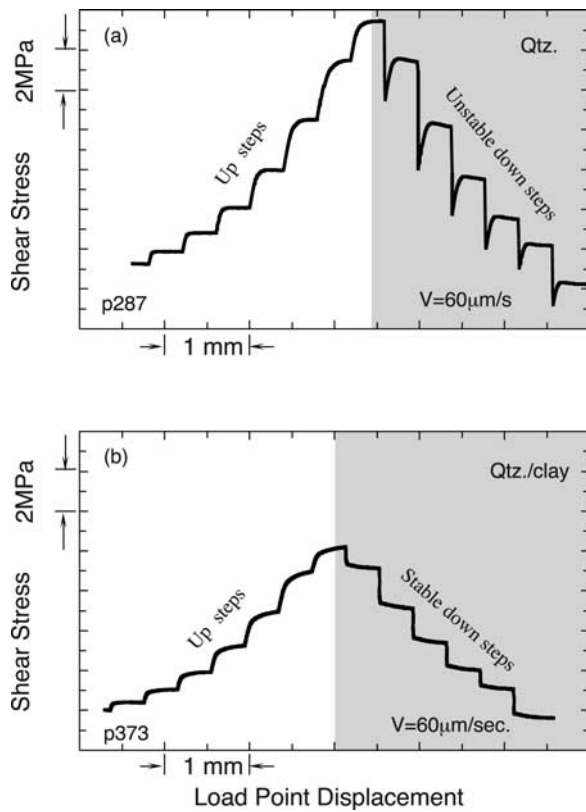 (a)
Qtz.
2MPa
Shear Stress
Up steps
Unstable down steps
p287
V=60μm/s
1 mm
(b)
Qtz./clay
2MPa
Shear Stress
Up steps
Stable down steps
p373
V=60μm/sec.
1 mm
Load Point Displacement